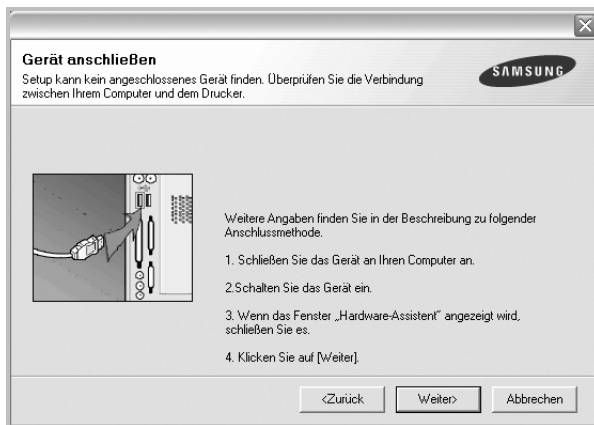 Gerät anschließen
Setup kann kein angeschlossenes Gerät finden. Überprüfen Sie die Verbindung
zwischen Ihrem Computer und dem Drucker.
SAMSUNG
Weitere Angaben finden Sie in der Beschreibung zu folgender
Anschlussmethode.
1. Schließen Sie das Gerät an Ihren Computer an.
2.Schalten Sie das Gerät ein.
3. Wenn das Fenster „Hardware-Assistent" angezeigt wird,
schließen Sie es.
4. Klicken Sie auf [Weiter].
<Zurück
Weiter>
Abbrechen